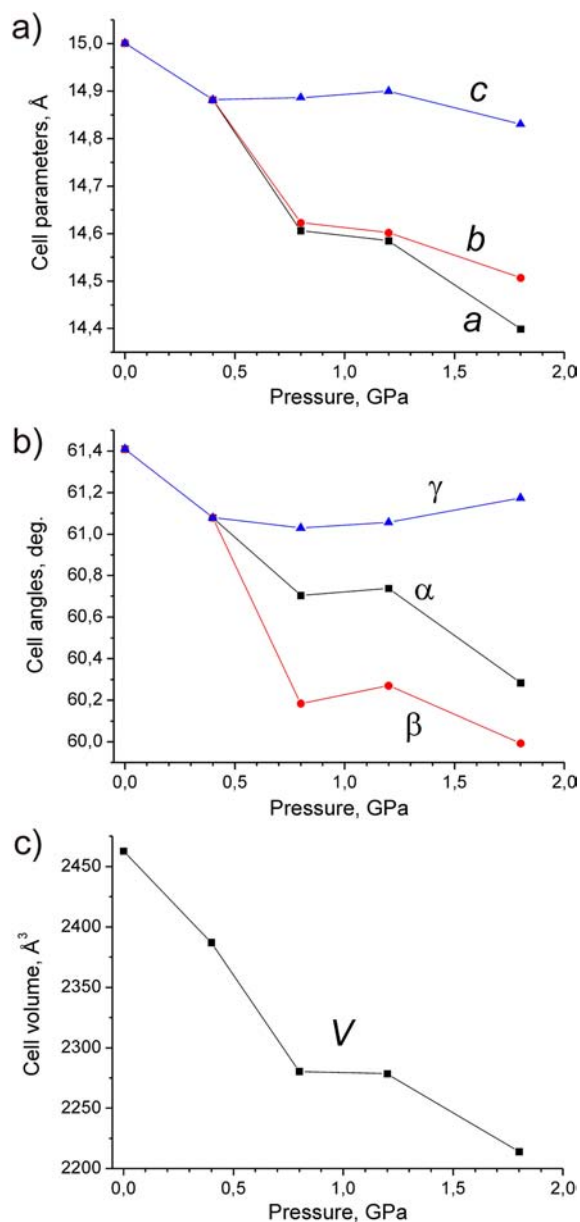 a)
15,0
14,9
14,8
14,7
14,6
14,5
14,4
Cell parameters, Å
c
b
a
0,0 0,5 1,0 1,5 2,0
Pressure, GPa
b)
61,4
61,2
61,0
60,8
60,6
60,4
60,2
60,0
Cell angles, deg.
γ
α
β
0,0 0,5 1,0 1,5 2,0
Pressure, GPa
c)
2450
2400
2350
2300
2250
2200
Cell volume, Å³
V
0,0 0,5 1,0 1,5 2,0
Pressure, GPa